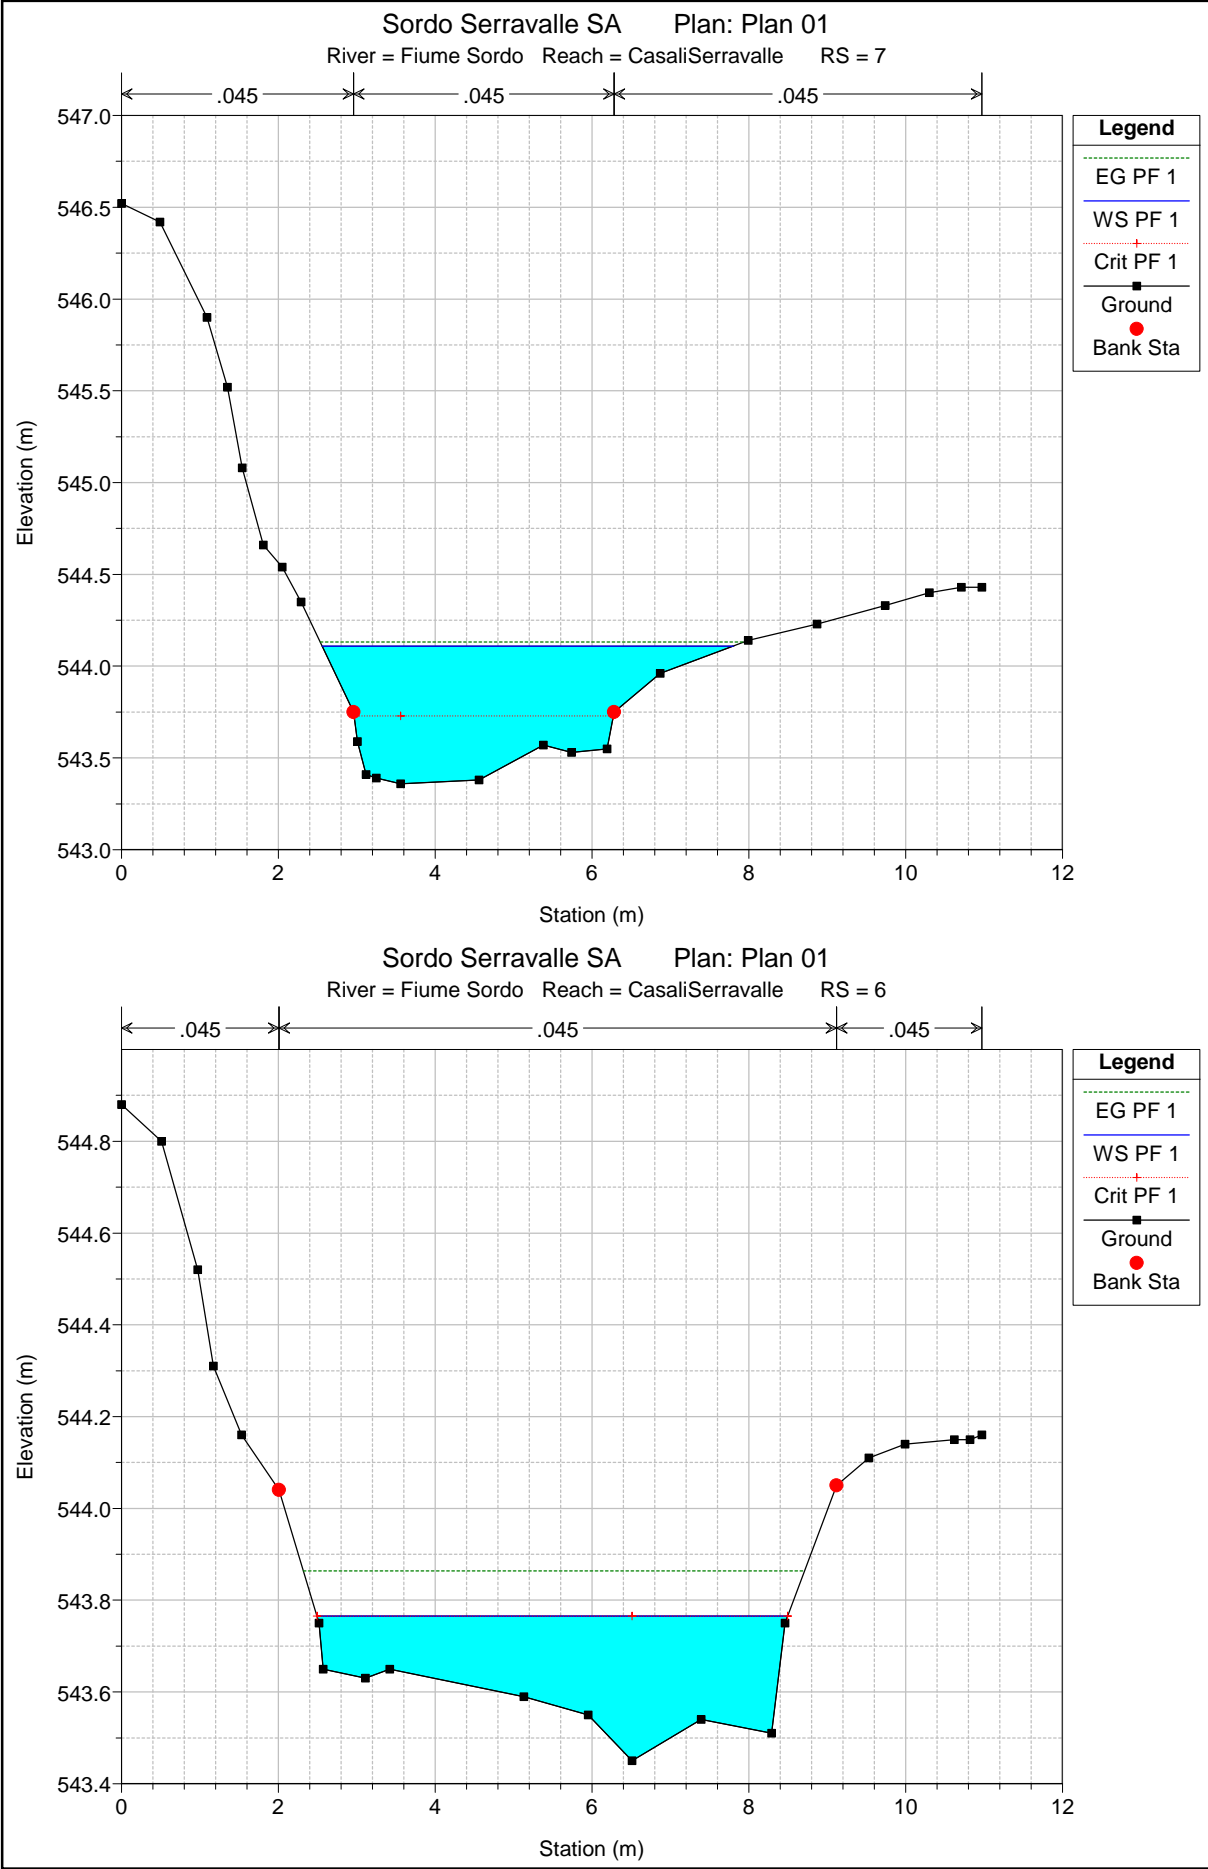 Sordo Serravalle SA Plan: Plan 01
River = Fiume Sordo Reach = CasaliSerravalle RS = 7
.045 .045 .045
547.0
546.5
546.0
545.5
545.0
544.5
544.0
543.5
543.0
Elevation (m)
0 2 4 6 8 10 12
Station (m)
Legend
EG PF 1
WS PF 1
Crit PF 1
Ground
Bank Sta
Sordo Serravalle SA Plan: Plan 01
River = Fiume Sordo Reach = CasaliSerravalle RS = 6
.045 .045 .045
544.8
544.6
544.4
544.2
544.0
543.8
543.6
543.4
Elevation (m)
0 2 4 6 8 10 12
Station (m)
Legend
EG PF 1
WS PF 1
Crit PF 1
Ground
Bank Sta